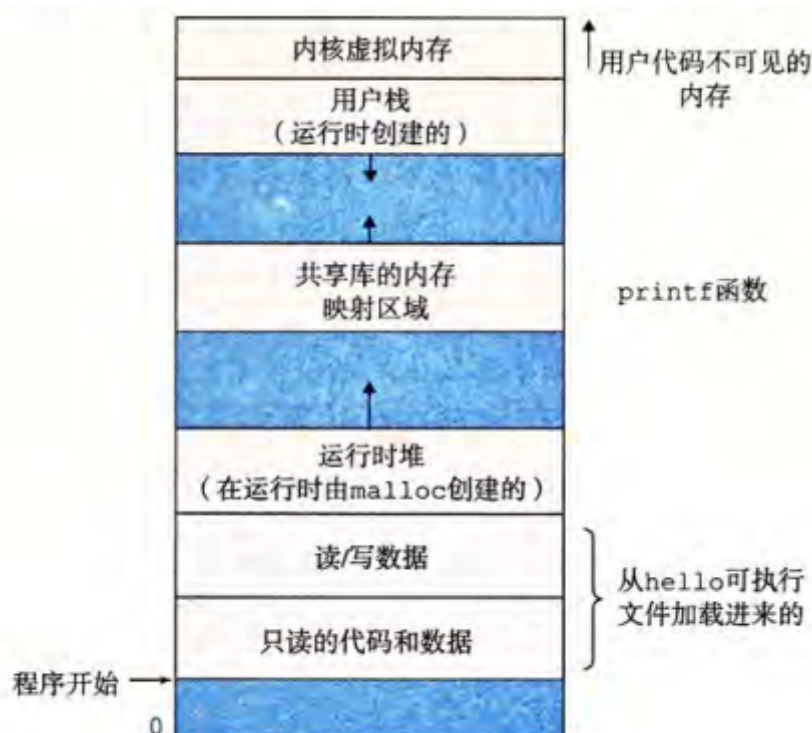 内核虚拟内存
用户代码不可见的
内存
用户栈
（运行时创建的）
共享库的内存
映射区域
printf函数
运行时堆
（在运行时由malloc创建的）
读/写数据
从hello可执行
文件加载进来的
只读的代码和数据
程序开始
0